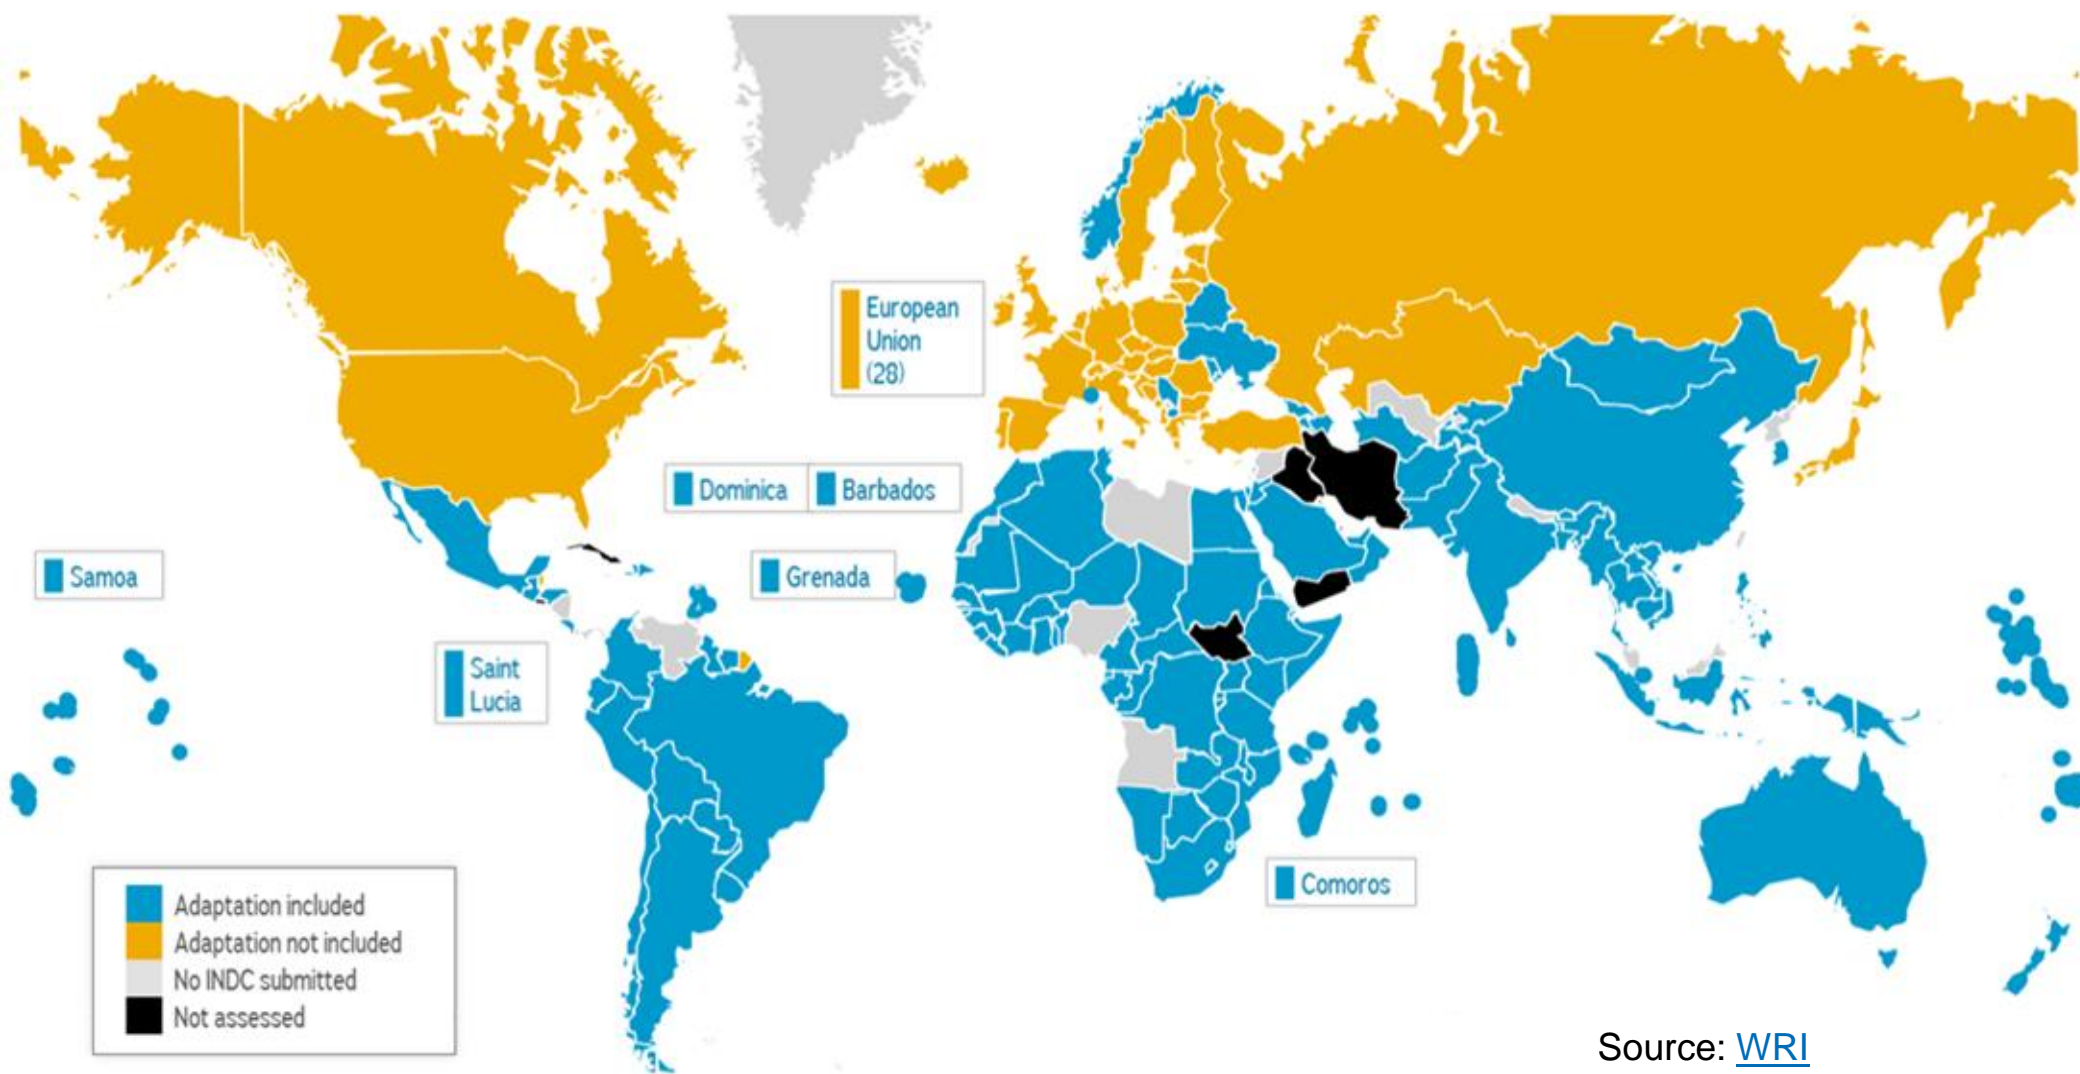 European
Union
(28)
Dominica
Barbados
Samoa
Grenada
Saint
Lucia
Comoros
Adaptation included
Adaptation not included
No INDC submitted
Not assessed
Source: WRI